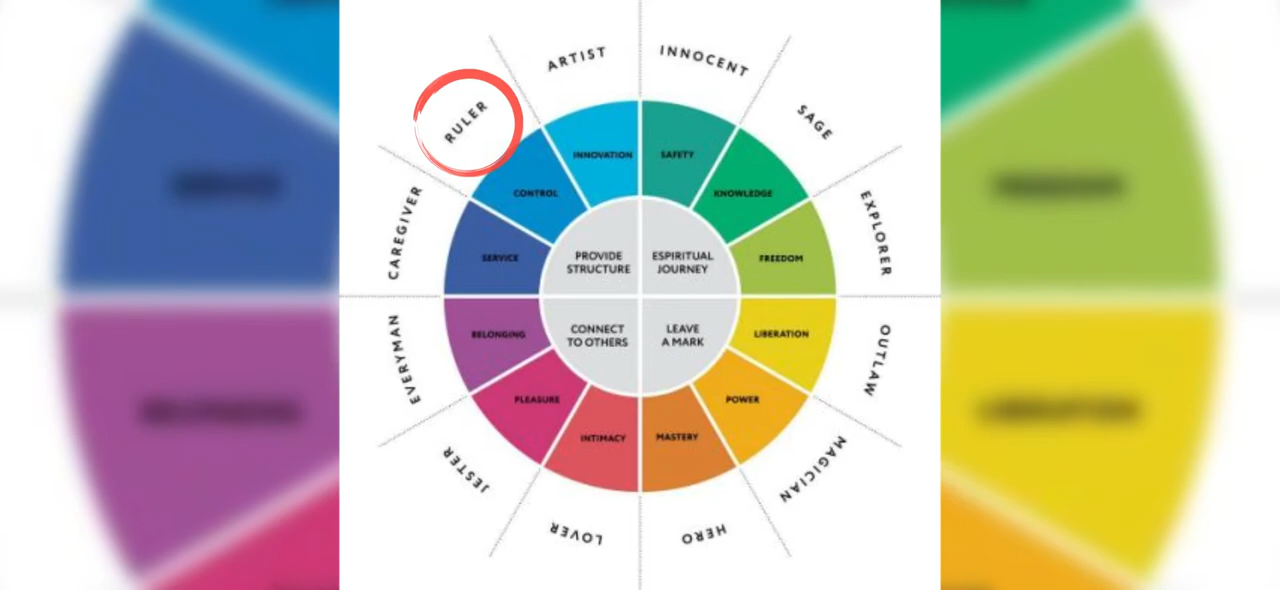 ARTIST
INNOCENT
RULER
SAGE
CAREGIVER
EXPLORER
EVERYMAN
OUTLAW
JESTER
MAGICIAN
LOVER
HERO
INNOVATION
SAFETY
CONTROL
KNOWLEDGE
SERVICE
FREEDOM
BELONGING
LIBERATION
PLEASURE
POWER
INTIMACY
MASTERY
PROVIDE
STRUCTURE
ESPIRITUAL
JOURNEY
CONNECT
TO OTHERS
LEAVE
A MARK